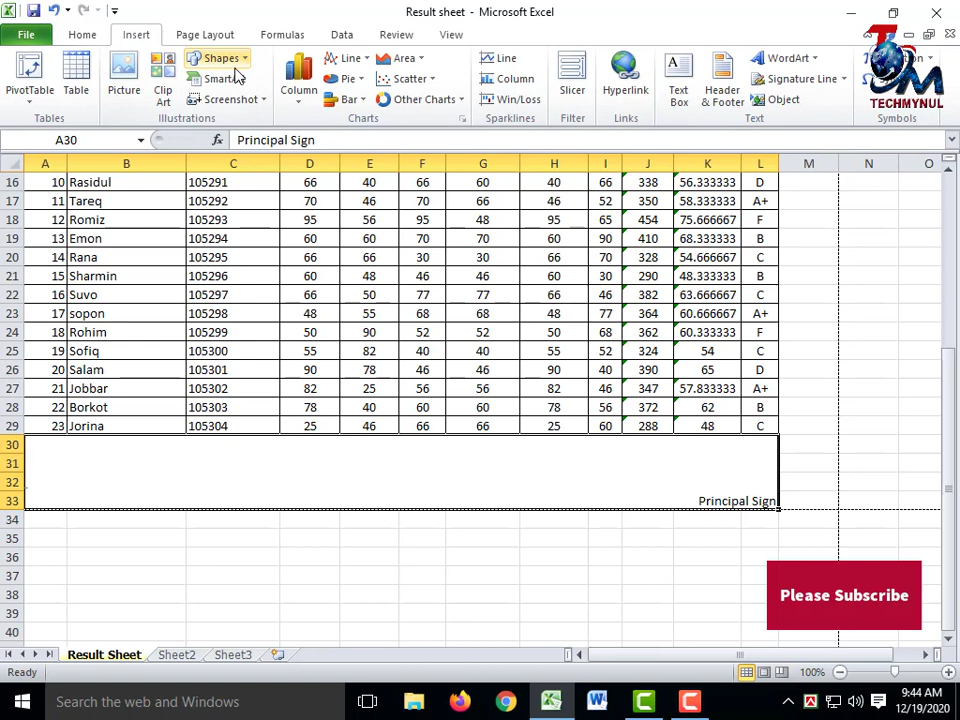 Result sheet - Microsoft Excel
File Home Insert Page Layout Formulas Data Review View
PivotTable Table Picture Clip Art Shapes Screenshot Column Line Pie Bar Area Scatter Other Charts Line Column Win/Loss Slicer Hyperlink Text Box Header & Footer WordArt Signature Line Object
Tables Illustrations Charts Sparklines Filter Links Text Symbols
TECHMYNUL
A30 fx Principal Sign
A B C D E F G H I J K L M N O
16 10 Rasidul 105291 66 40 66 60 40 66 338 56.333333 D
17 11 Tareq 105292 70 46 70 66 46 52 350 58.333333 A+
18 12 Romiz 105293 95 56 95 48 95 65 454 75.666667 F
19 13 Emon 105294 60 60 70 70 60 90 410 68.333333 B
20 14 Rana 105295 66 66 30 30 66 70 328 54.666667 C
21 15 Sharmin 105296 60 48 46 46 60 30 290 48.333333 B
22 16 Suvo 105297 66 50 77 77 66 46 382 63.666667 C
23 17 sopon 105298 48 55 68 68 48 77 364 60.666667 A+
24 18 Rohim 105299 50 90 52 52 50 68 362 60.333333 F
25 19 Sofiq 105300 55 82 40 40 55 52 324 54 C
26 20 Salam 105301 90 78 46 46 90 40 390 65 D
27 21 Jobbar 105302 82 25 56 56 82 46 347 57.833333 A+
28 22 Borkot 105303 78 40 60 60 78 56 372 62 B
29 23 Jorina 105304 25 46 66 66 25 60 288 48 C
30
31
32
33 Principal Sign
34
35
36
37
38
39
40
Please Subscribe
Result Sheet Sheet2 Sheet3
Ready 100%
Search the web and Windows
9:44 AM
12/19/2020